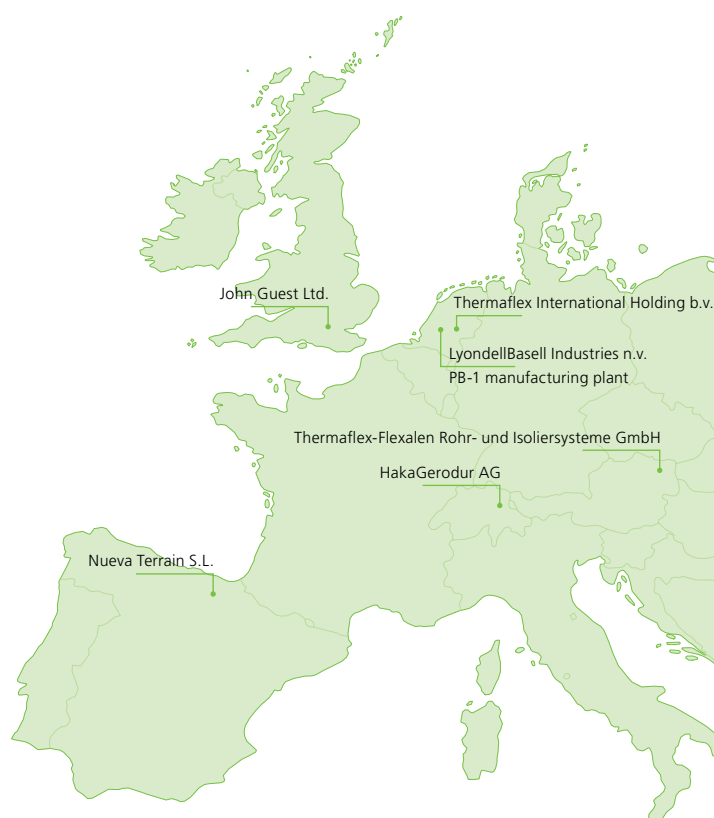 John Guest Ltd.
Thermaflex International Holding b.v.
LyondellBasell Industries n.v.
PB-1 manufacturing plant
Thermaflex-Flexalen Rohr- und Isoliersysteme GmbH
HakaGerodur AG
Nueva Terrain S.L.